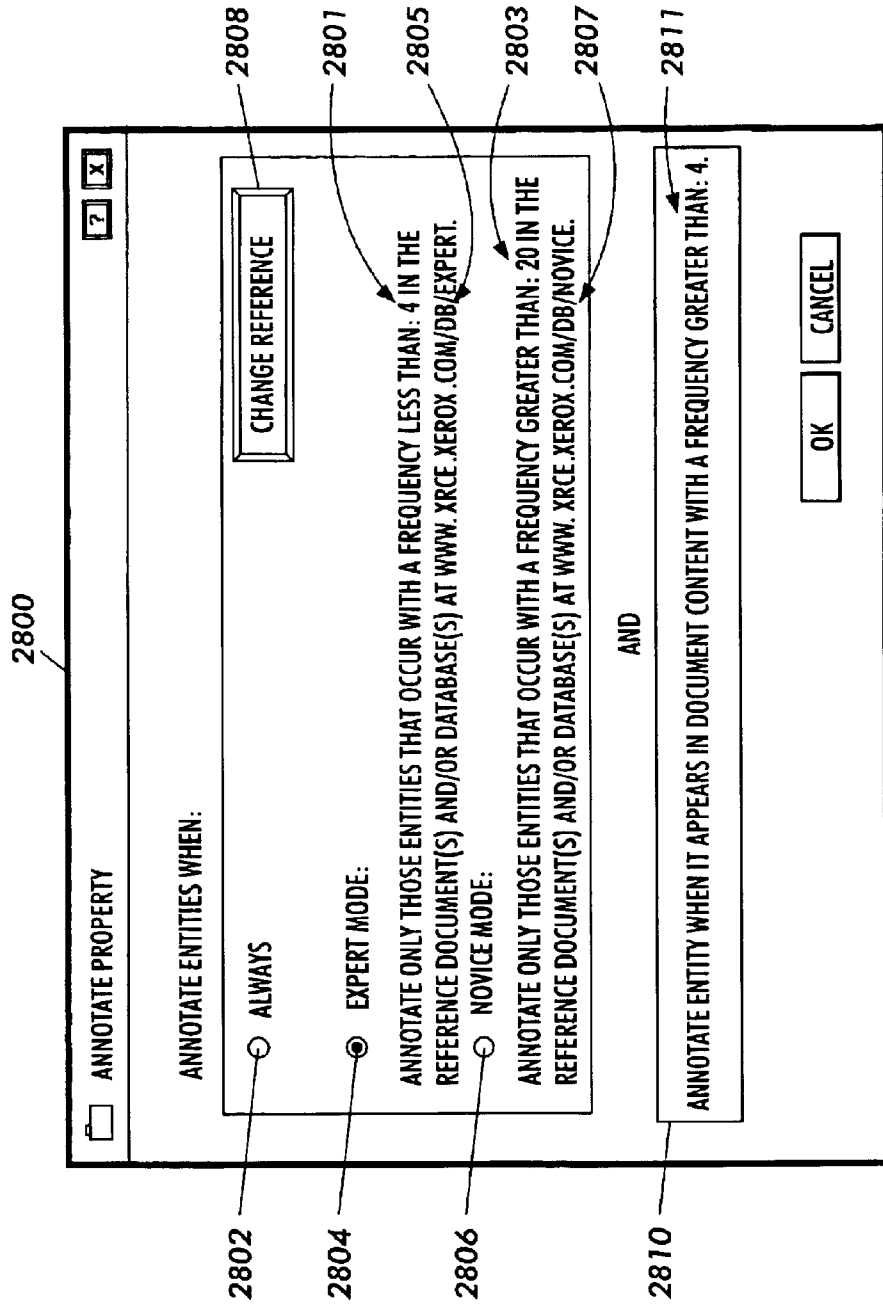 2800
ANNOTATE PROPERTY
? X
ANNOTATE ENTITIES WHEN:
2802
ALWAYS
CHANGE REFERENCE
2808
2804
EXPERT MODE:
ANNOTATE ONLY THOSE ENTITIES THAT OCCUR WITH A FREQUENCY LESS THAN: 4 IN THE
2801
REFERENCE DOCUMENT(S) AND/OR DATABASE(S) AT WWW. XRCE.XEROX.COM/DB/EXPERT.
2805
2806
NOVICE MODE:
ANNOTATE ONLY THOSE ENTITIES THAT OCCUR WITH A FREQUENCY GREATER THAN: 20 IN THE
2803
REFERENCE DOCUMENT(S) AND/OR DATABASE(S) AT WWW. XRCE.XEROX.COM/DB/NOVICE.
2807
AND
2810
ANNOTATE ENTITY WHEN IT APPEARS IN DOCUMENT CONTENT WITH A FREQUENCY GREATER THAN: 4.
2811
OK
CANCEL